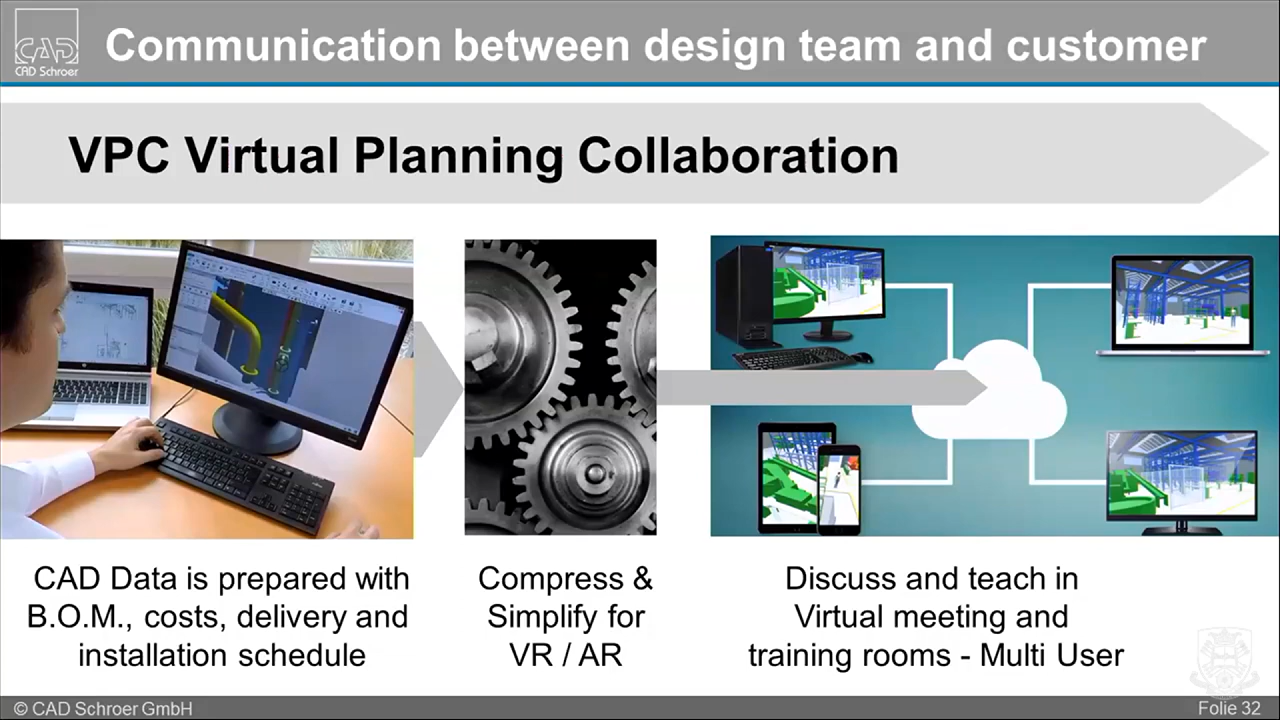 CAD
CAD Schroer
Communication between design team and customer
VPC Virtual Planning Collaboration
CAD Data is prepared with
B.O.M., costs, delivery and
installation schedule
Compress &
Simplify for
VR / AR
Discuss and teach in
Virtual meeting and
training rooms - Multi User
© CAD Schroer GmbH
Folie 32